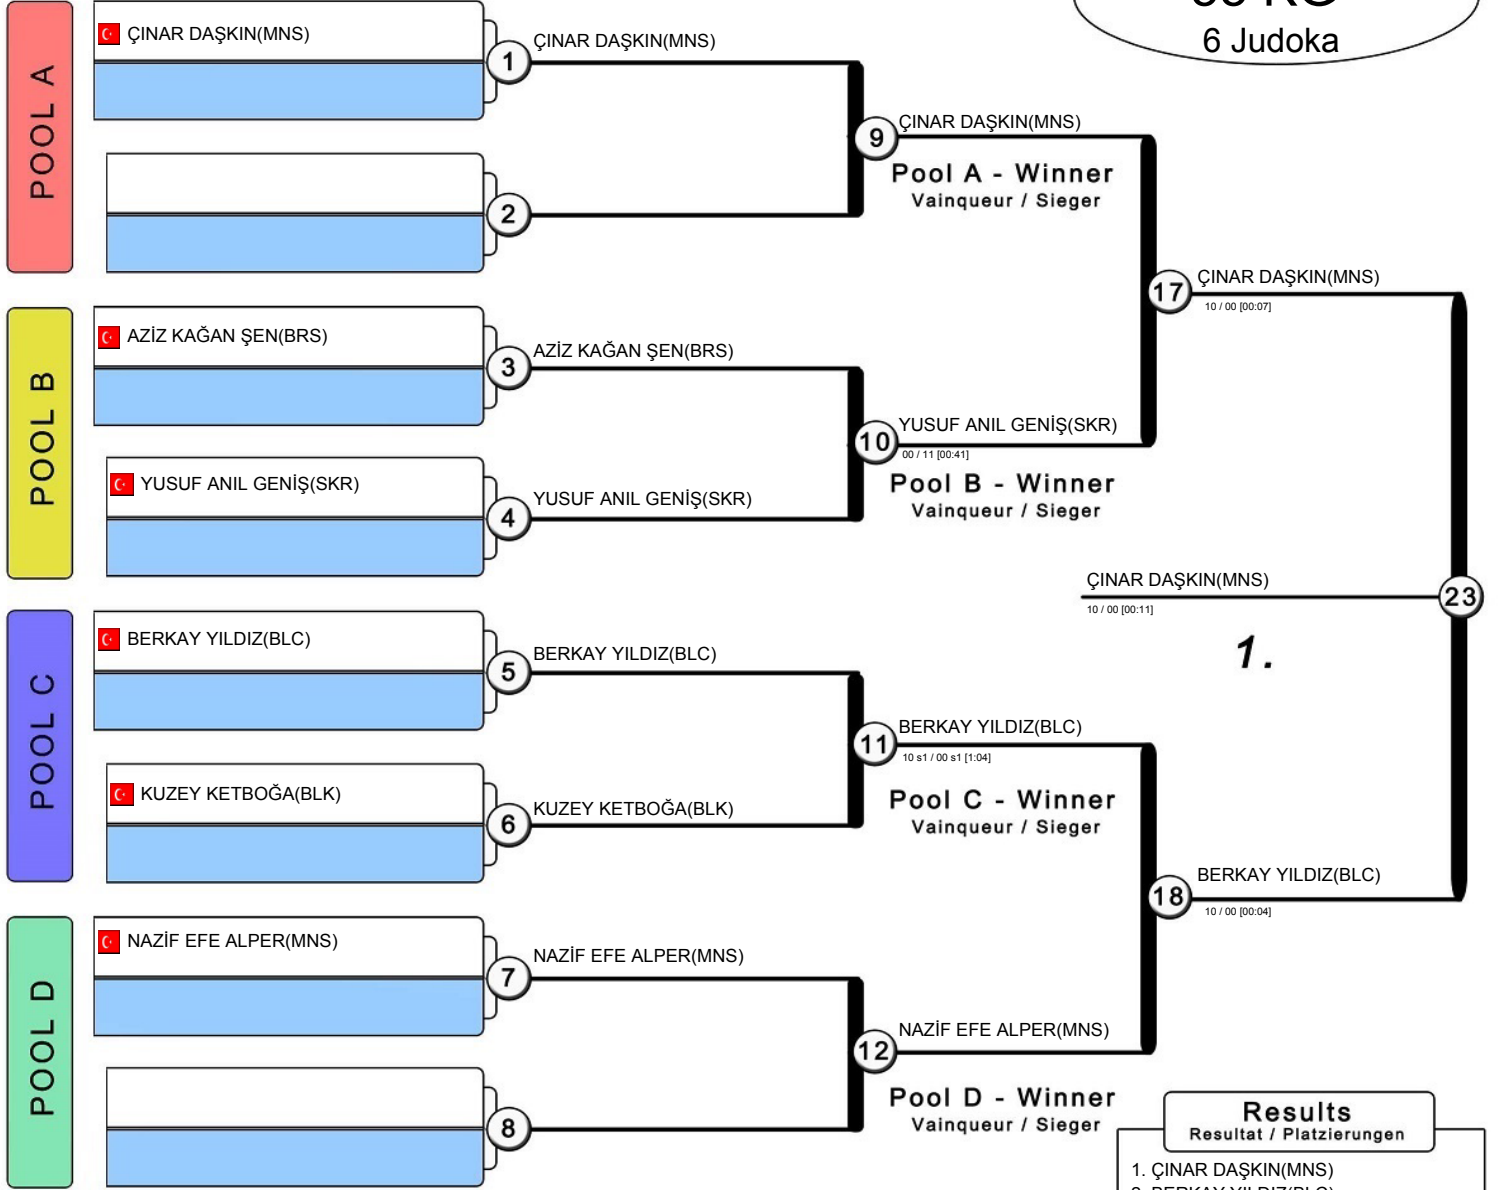 6 Judoka
POOL A
ÇINAR DAŞKIN(MNS)
1
ÇINAR DAŞKIN(MNS)
2
9
ÇINAR DAŞKIN(MNS)
Pool A - Winner
Vainqueur / Sieger
17
ÇINAR DAŞKIN(MNS)
10 / 00 [00:07]
POOL B
AZİZ KAĞAN ŞEN(BRS)
3
AZİZ KAĞAN ŞEN(BRS)
YUSUF ANIL GENİŞ(SKR)
4
YUSUF ANIL GENİŞ(SKR)
10
YUSUF ANIL GENİŞ(SKR)
00 / 11 [00:41]
Pool B - Winner
Vainqueur / Sieger
ÇINAR DAŞKIN(MNS)
10 / 00 [00:11]
23
1.
POOL C
BERKAY YILDIZ(BLC)
5
BERKAY YILDIZ(BLC)
KUZEY KETBOĞA(BLK)
6
KUZEY KETBOĞA(BLK)
11
BERKAY YILDIZ(BLC)
10 s1 / 00 s1 [1:04]
Pool C - Winner
Vainqueur / Sieger
18
BERKAY YILDIZ(BLC)
10 / 00 [00:04]
POOL D
NAZİF EFE ALPER(MNS)
7
NAZİF EFE ALPER(MNS)
8
12
NAZİF EFE ALPER(MNS)
Pool D - Winner
Vainqueur / Sieger
Results
Resultat / Platzierungen
1. ÇINAR DAŞKIN(MNS)
2. BERKAY YILDIZ(BLC)